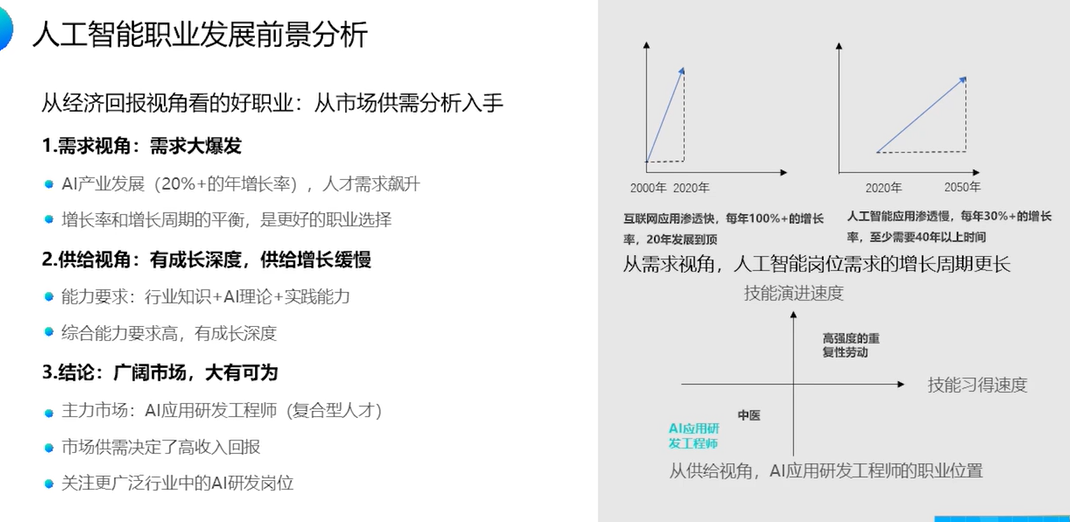 人工智能职业发展前景分析
从经济回报视角看的好职业：从市场供需分析入手
1.需求视角：需求大爆发
AI产业发展（20%+的年增长率），人才需求飙升
增长率和增长周期的平衡，是更好的职业选择
2.供给视角：有成长深度，供给增长缓慢
能力要求：行业知识+AI理论+实践能力
综合能力要求高，有成长深度
3.结论：广阔市场，大有可为
主力市场：AI应用研发工程师（复合型人才）
市场供需决定了高收入回报
关注更广泛行业中的AI研发岗位
2000年 2020年
互联网应用渗透快，每年100%+的增长
率，20年发展到顶
2020年 2050年
人工智能应用渗透慢，每年30%+的增长
率，至少需要40年以上时间
从需求视角，人工智能岗位需求的增长周期更长
技能演进速度
高强度的重
复性劳动
技能习得速度
中医
AI应用研
发工程师
从供给视角，AI应用研发工程师的职业位置